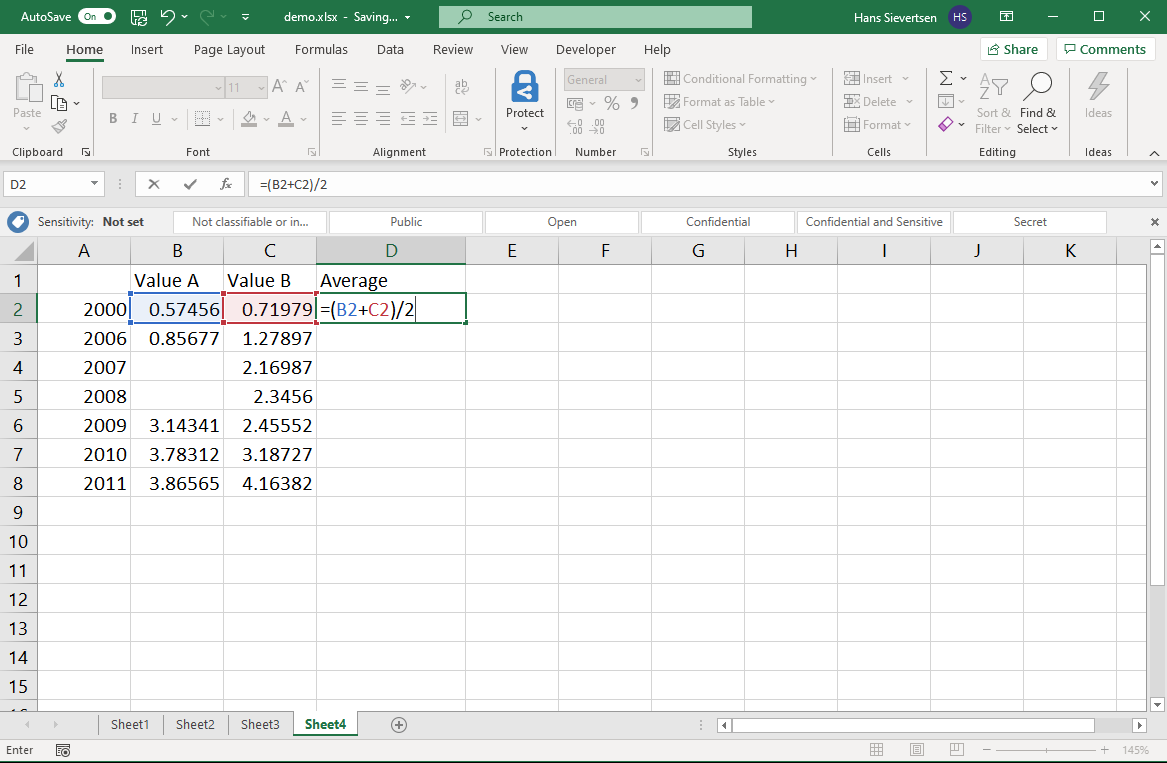 AutoSave On demo.xlsx - Saving... Search Hans Sievertsen HS
File Home Insert Page Layout Formulas Data Review View Developer Help Share Comments
General
11 A A ab
Conditional Formatting Insert Σ A Z
Format as Table Delete
Paste Protect Sort & Find & Ideas
B I U A % 9 Cell Styles Format Filter Select
Clipboard Font Alignment Protection Number Styles Cells Editing Ideas
D2 fx =(B2+C2)/2
Sensitivity: Not set Not classifiable or in... Public Open Confidential Confidential and Sensitive Secret
A B C D E F G H I J K
1 Value A Value B Average
2 2000 0.57456 0.71979 =(B2+C2)/2
3 2006 0.85677 1.27897
4 2007 2.16987
5 2008 2.3456
6 2009 3.14341 2.45552
7 2010 3.78312 3.18727
8 2011 3.86565 4.16382
9
10
11
12
13
14
15
Sheet1 Sheet2 Sheet3 Sheet4
Enter 145%